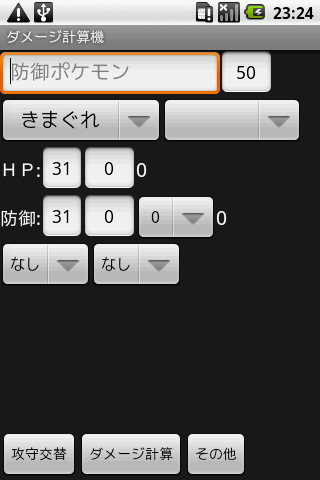 23:24
ダメージ計算機
防御ポケモン 50
きまぐれ
ＨＰ: 31 0 0
防御: 31 0 0 0
なし なし
攻守交替 ダメージ計算 その他